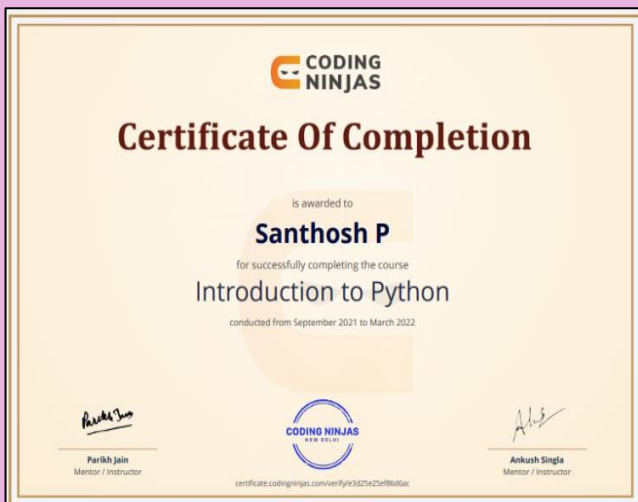 CODING
NINJAS
Certificate Of Completion
is awarded to
Santhosh P
for successfully completing the course
Introduction to Python
conducted from September 2021 to March 2022
Parikh Jain
CODING NINJAS
NEW DELHI
Parikh Jain
Mentor / Instructor
Ankush Singla
Mentor / Instructor
certificate.codingninjas.com/verify/e3d25e25ef86d6ac